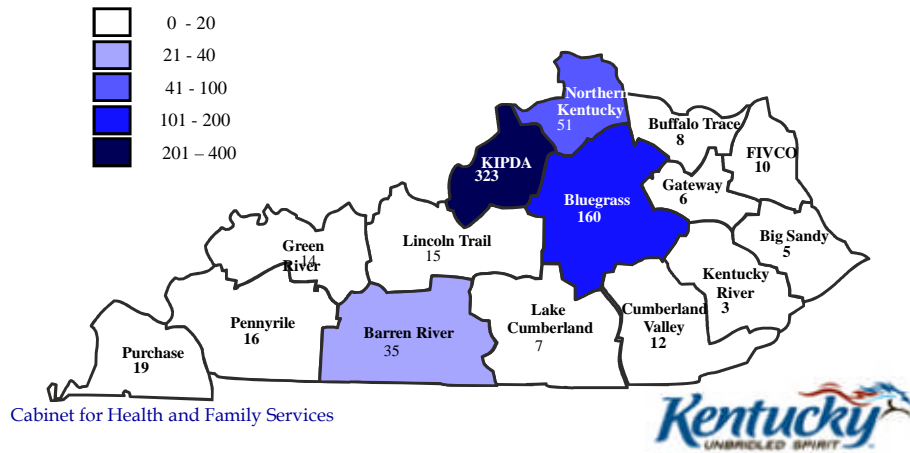 0 - 20
21 - 40
41 - 100
101 - 200
201 – 400
Northern
Kentucky
51
Buffalo Trace
8
FIVCO
10
KIPDA
323
Gateway
6
Bluegrass
160
Big Sandy
5
Lincoln Trail
15
Green
River
14
Kentucky
River
3
Lake
Cumberland
7
Cumberland
Valley
12
Pennyrile
16
Barren River
35
Purchase
19
Cabinet for Health and Family Services
Kentucky
UNBRIDLED SPIRIT